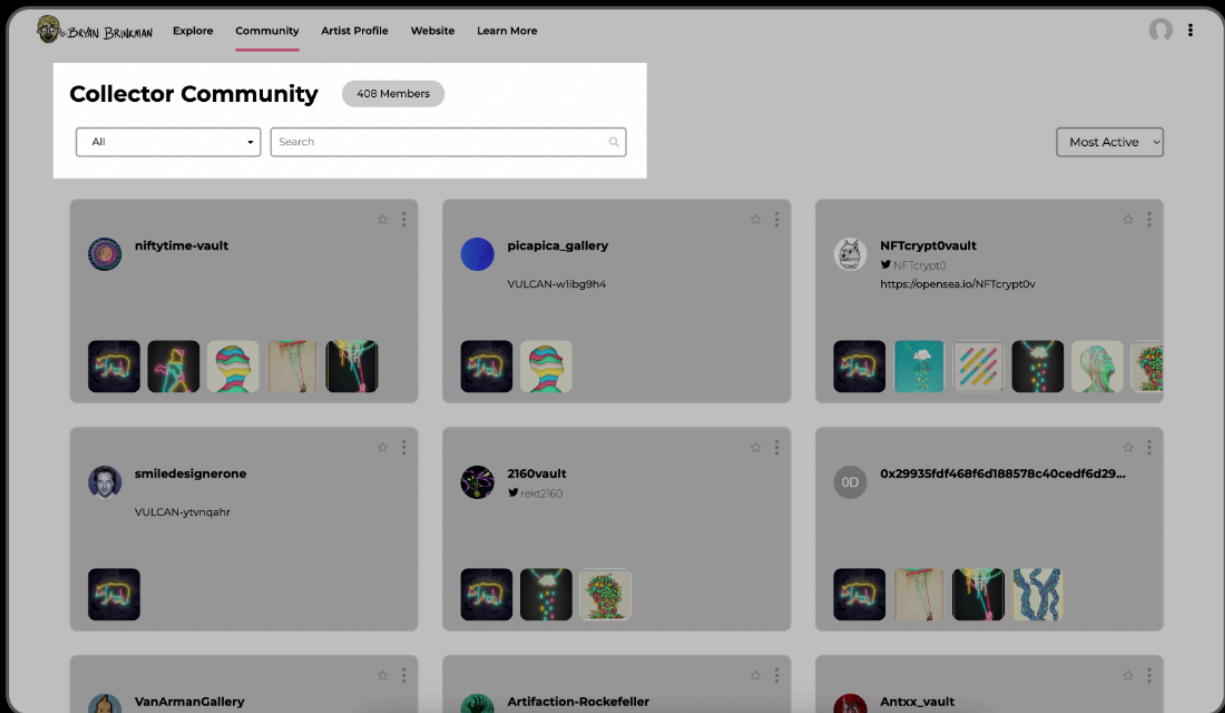 Bryan Brinkman Explore Community Artist Profile Website Learn More
Collector Community 408 Members
All Search Most Active
niftytime-vault
picapica_gallery
VULCAN-w1ibg9h4
NFTcrypt0vault
NFTcrypt0
https://opensea.io/NFTcrypt0v
smiledesignerone
VULCAN-ytvnqahr
2160vault
rekt2160
0D 0x29935fdf468f6d188578c40cedf6d29...
VanArmanGallery
Artifaction-Rockefeller
Antxx_vault